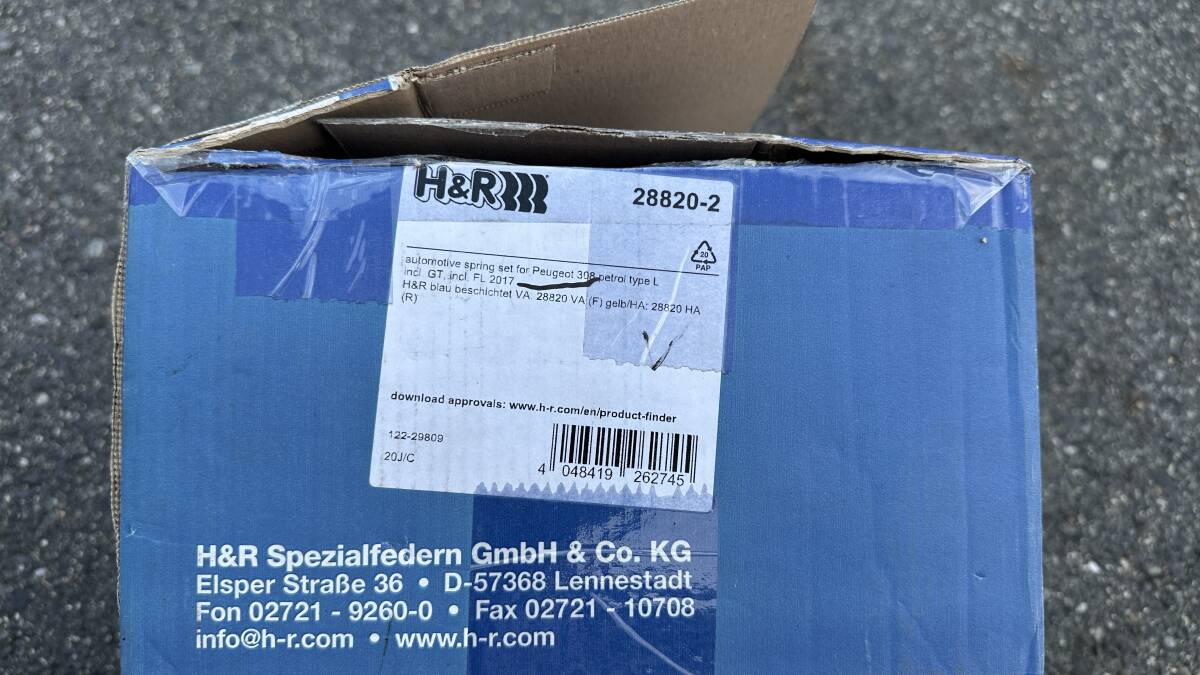 H&R
28820-2
20
PAP
automotive spring set for Peugeot 308 petrol type L
incl. GT, incl. FL 2017
H&R blau beschichtet VA: 28820 VA (F) gelb/HA: 28820 HA
(R)
download approvals: www.h-r.com/en/product-finder
122-29809
20J/C
4 048419 262745
H&R Spezialfedern GmbH & Co. KG
Elsper Straße 36 • D-57368 Lennestadt
Fon 02721 - 9260-0 • Fax 02721 - 10708
info@h-r.com • www.h-r.com